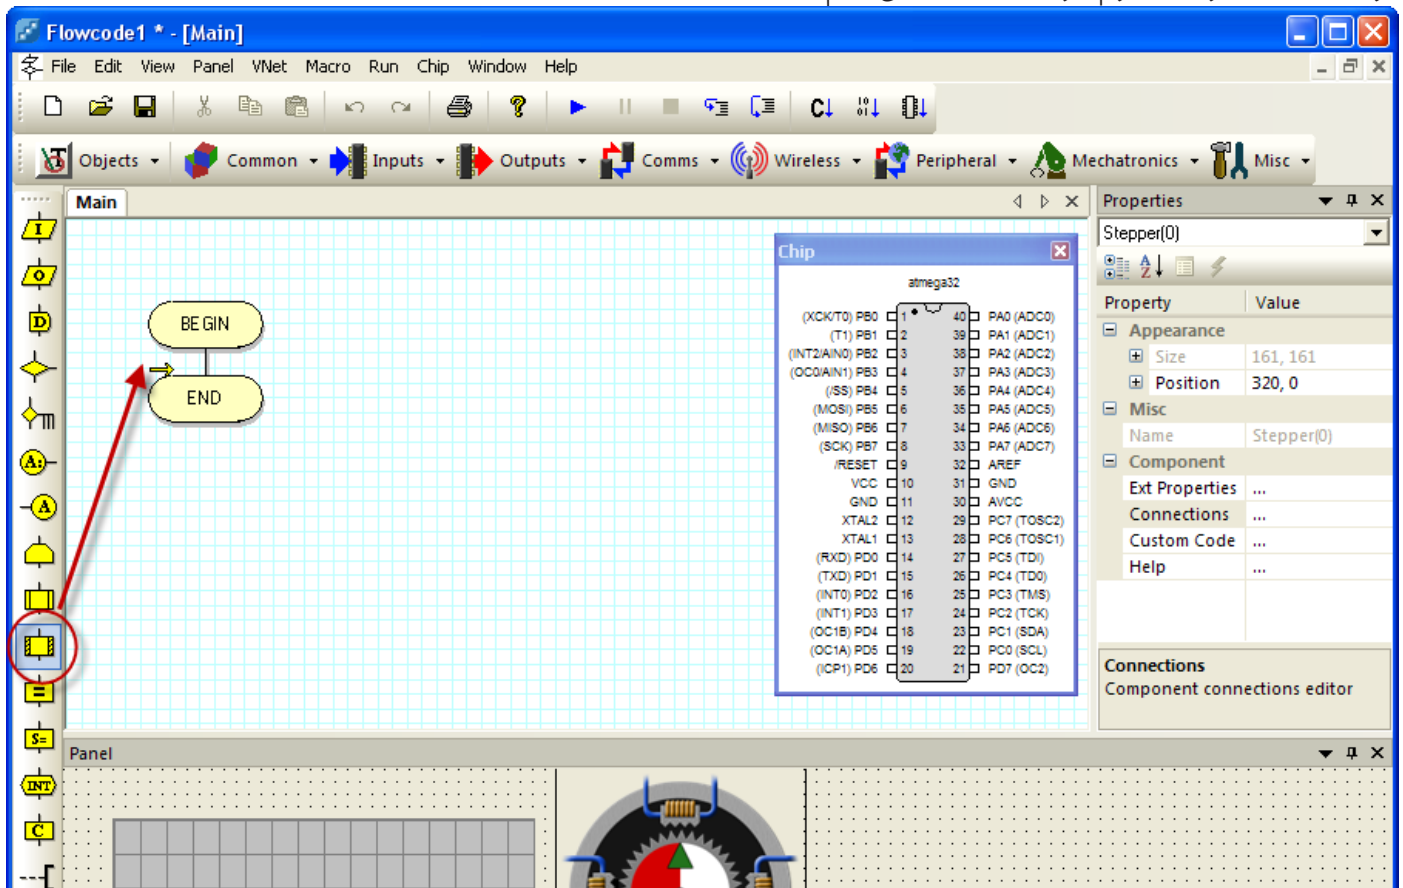 Flowcode1 * - [Main]
File Edit View Panel VNet Macro Run Chip Window Help
Objects Common Inputs Outputs Comms Wireless Peripheral Mechatronics Misc
Main
Properties
Stepper(0)
Property Value
Appearance
Size 161, 161
Position 320, 0
Misc
Name Stepper(0)
Component
Ext Properties ...
Connections ...
Custom Code ...
Help ...
Connections
Component connections editor
BEGIN
END
Chip
atmega32
(XCK/T0) PB0 1 40 PA0 (ADC0)
(T1) PB1 2 39 PA1 (ADC1)
(INT2/AIN0) PB2 3 38 PA2 (ADC2)
(OC0/AIN1) PB3 4 37 PA3 (ADC3)
(/SS) PB4 5 36 PA4 (ADC4)
(MOSI) PB5 6 35 PA5 (ADC5)
(MISO) PB6 7 34 PA6 (ADC6)
(SCK) PB7 8 33 PA7 (ADC7)
/RESET 9 32 AREF
VCC 10 31 GND
GND 11 30 AVCC
XTAL2 12 29 PC7 (TOSC2)
XTAL1 13 28 PC6 (TOSC1)
(RXD) PD0 14 27 PC5 (TDI)
(TXD) PD1 15 26 PC4 (TD0)
(INT0) PD2 16 25 PC3 (TMS)
(INT1) PD3 17 24 PC2 (TCK)
(OC1B) PD4 18 23 PC1 (SDA)
(OC1A) PD5 19 22 PC0 (SCL)
(ICP1) PD6 20 21 PD7 (OC2)
I
O
D
A:
A
=
S=
INT
C
Panel